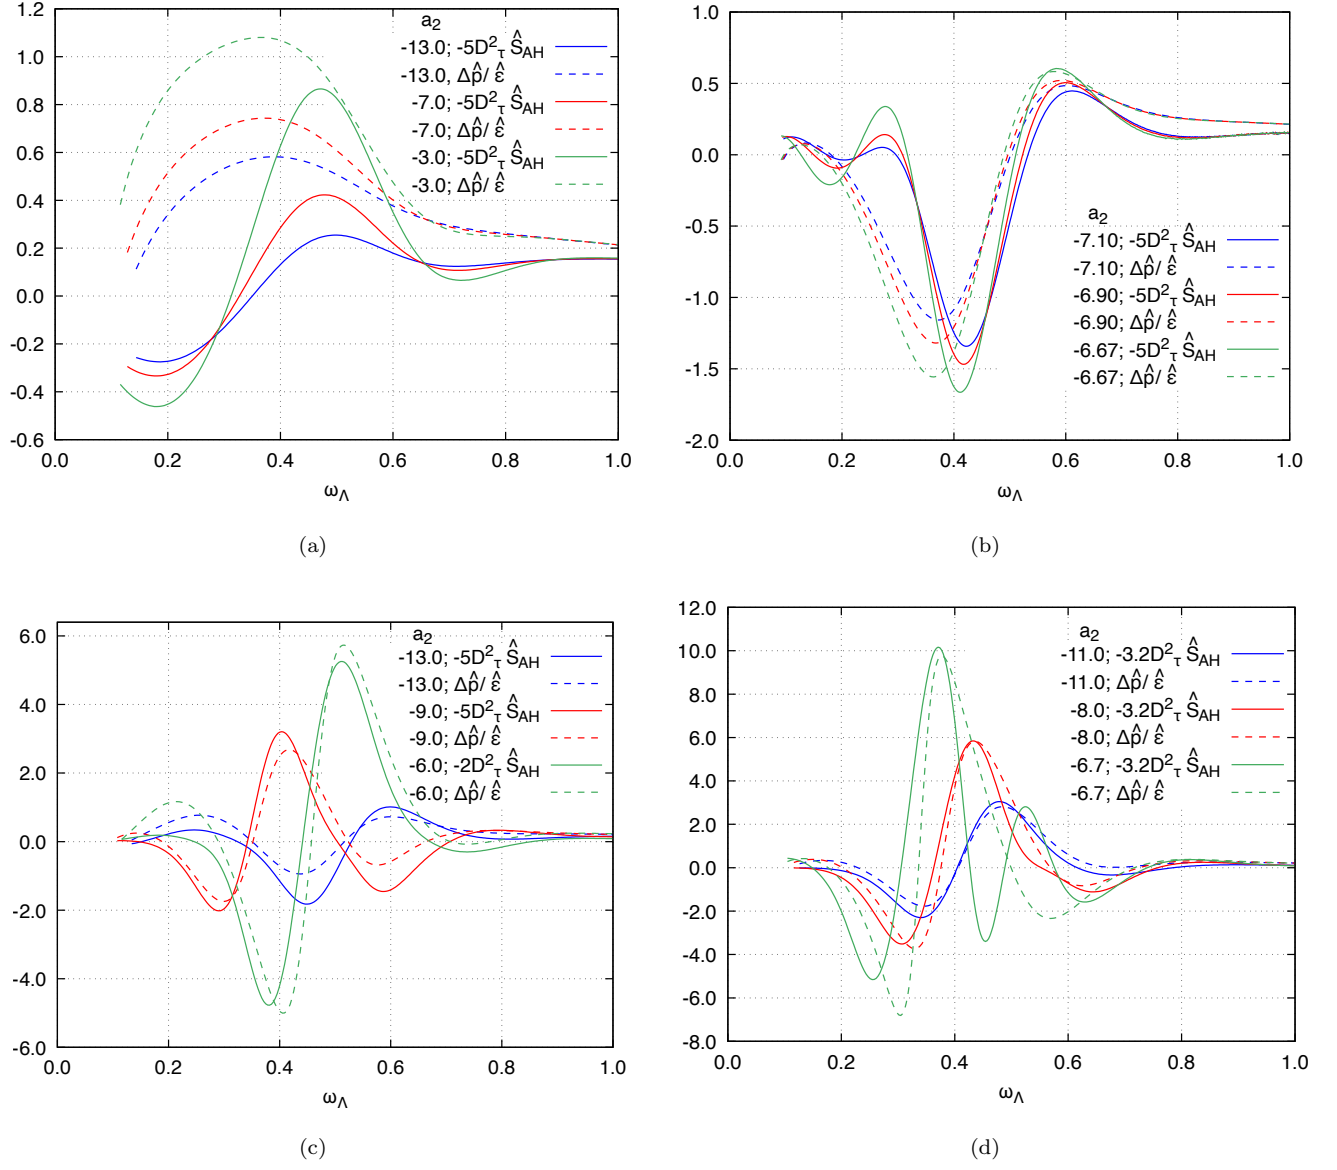 a₂
-13.0; -5D²τ ŜAH
-13.0, Δp̂/ ε̂
-7.0; -5D²τ ŜAH
-7.0; Δp̂/ ε̂
-3.0; -5D²τ ŜAH
-3.0; Δp̂/ ε̂
1.2
1.0
0.8
0.6
0.4
0.2
0.0
-0.2
-0.4
-0.6
0.0 0.2 0.4 0.6 0.8 1.0
ωΛ
(a)
a₂
-7.10; -5D²τ ŜAH
-7.10; Δp̂/ ε̂
-6.90; -5D²τ ŜAH
-6.90; Δp̂/ ε̂
-6.67; -5D²τ ŜAH
-6.67; Δp̂/ ε̂
1.0
0.5
0.0
-0.5
-1.0
-1.5
-2.0
0.0 0.2 0.4 0.6 0.8 1.0
ωΛ
(b)
a₂
-13.0; -5D²τ ŜAH
-13.0; Δp̂/ ε̂
-9.0; -5D²τ ŜAH
-9.0; Δp̂/ ε̂
-6.0; -2D²τ ŜAH
-6.0; Δp̂/ ε̂
6.0
4.0
2.0
0.0
-2.0
-4.0
-6.0
0.0 0.2 0.4 0.6 0.8 1.0
ωΛ
(c)
a₂
-11.0; -3.2D²τ ŜAH
-11.0; Δp̂/ ε̂
-8.0; -3.2D²τ ŜAH
-8.0; Δp̂/ ε̂
-6.7; -3.2D²τ ŜAH
-6.7; Δp̂/ ε̂
12.0
10.0
8.0
6.0
4.0
2.0
0.0
-2.0
-4.0
-6.0
-8.0
0.0 0.2 0.4 0.6 0.8 1.0
ωΛ
(d)